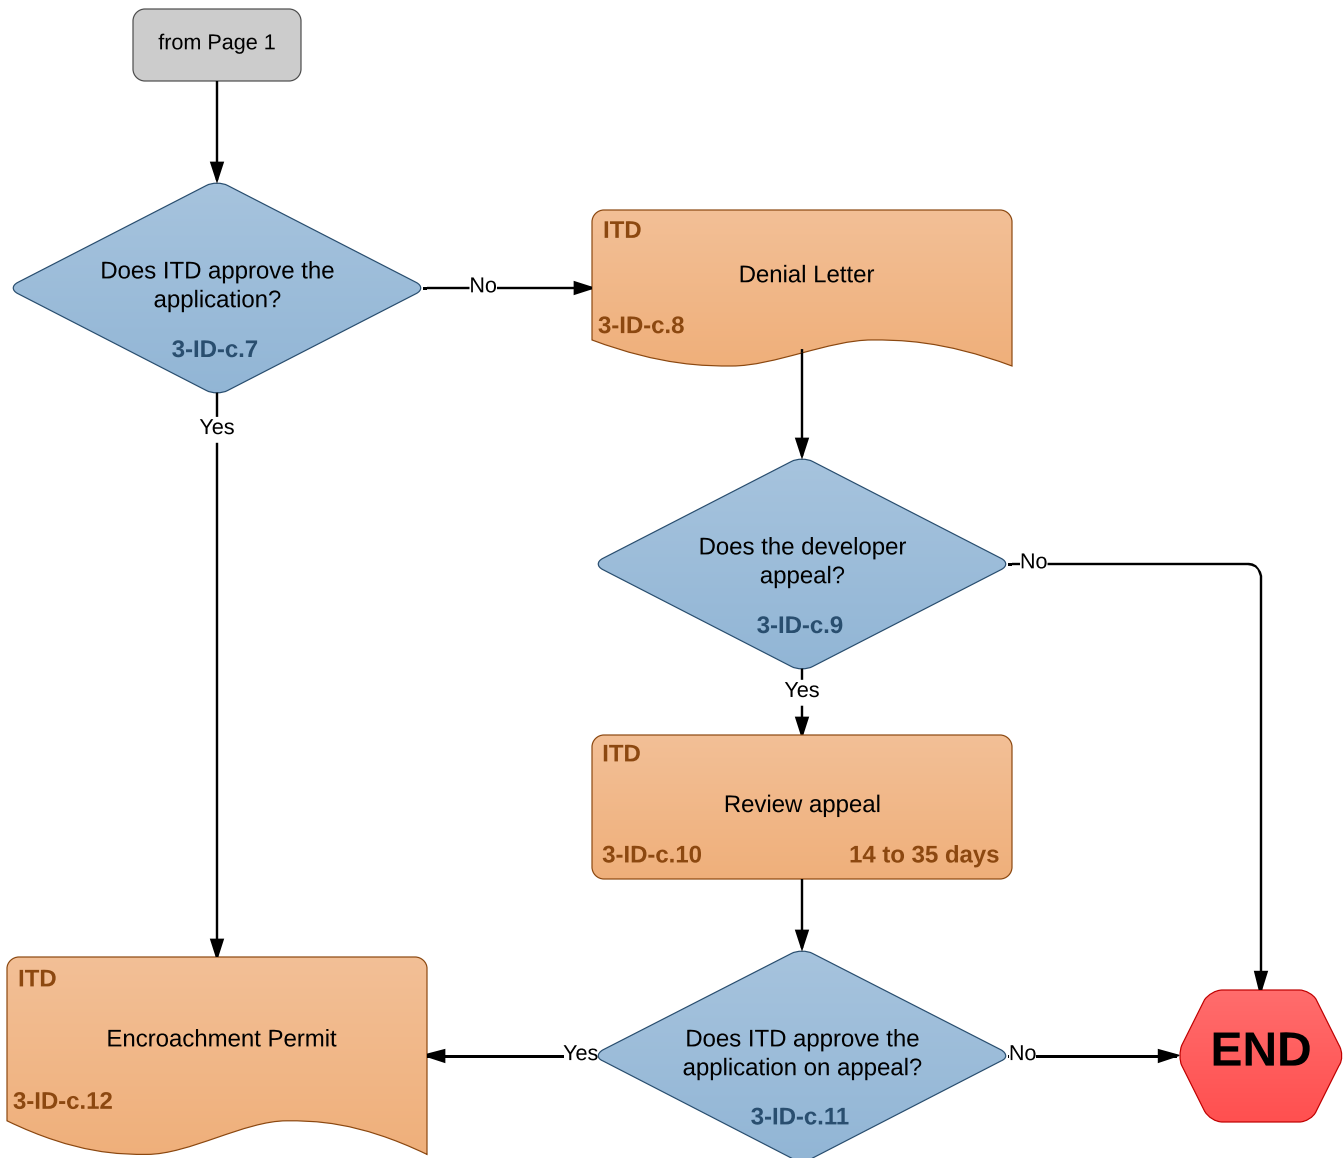 from Page 1
Does ITD approve the
application?
3-ID-c.7
No
Yes
ITD
Denial Letter
3-ID-c.8
Does the developer
appeal?
3-ID-c.9
No
Yes
ITD
Review appeal
3-ID-c.10
14 to 35 days
Does ITD approve the
application on appeal?
3-ID-c.11
Yes
No
ITD
Encroachment Permit
3-ID-c.12
END